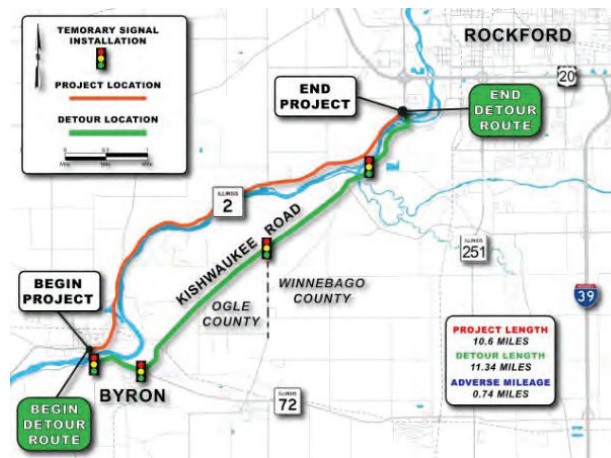 TEMORARY SIGNAL
INSTALLATION
PROJECT LOCATION
DETOUR LOCATION
ROCKFORD
20
END
PROJECT
END
DETOUR
ROUTE
ILLINOIS
2
KISHWAUKEE ROAD
ILLINOIS
251
WINNEBAGO
COUNTY
OGLE
COUNTY
39
BEGIN
PROJECT
PROJECT LENGTH
10.6 MILES
DETOUR LENGTH
11.34 MILES
ADVERSE MILEAGE
0.74 MILES
BYRON
BEGIN
DETOUR
ROUTE
ILLINOIS
72